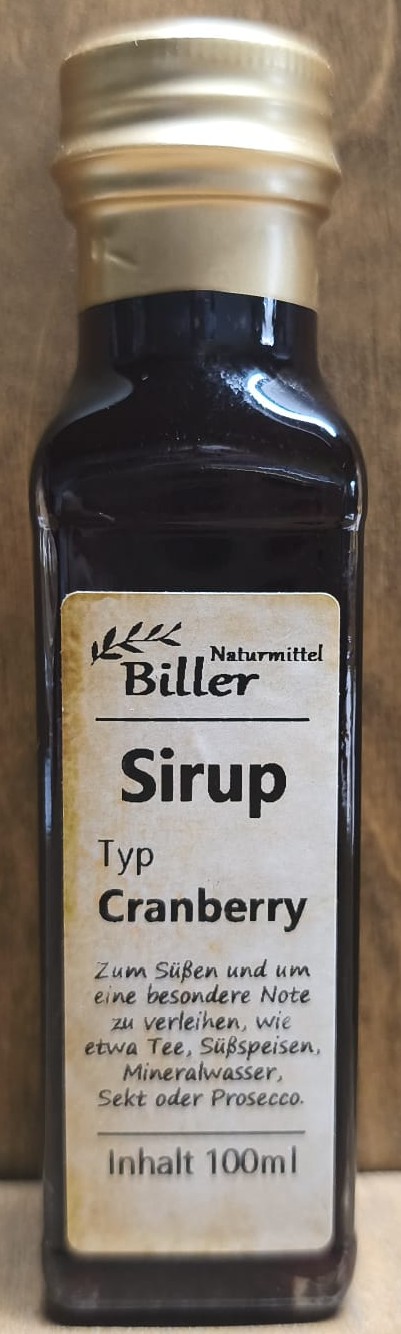 Naturmittel
Biller
Sirup
Typ
Cranberry
Zum Süßen und um
eine besondere Note
zu verleihen, wie
etwa Tee, Süßspeisen,
Mineralwasser,
Sekt oder Prosecco.
Inhalt 100ml